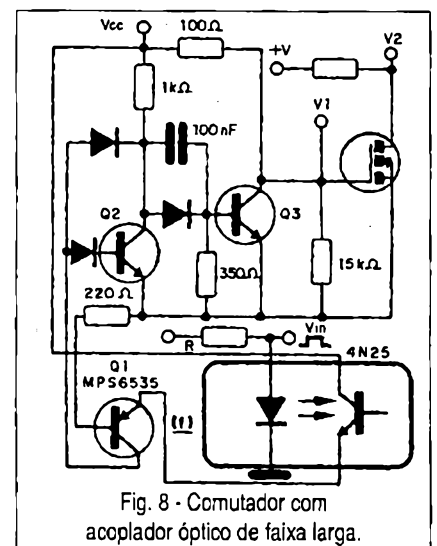 Vcc
100Ω
V2
+V
1kΩ
V1
100nF
Q2
Q3
350Ω
15kΩ
220Ω
R
Vin
4N25
Q1
MPS6535
(1)
Fig. 8 - Comutador com
acoplador óptico de faixa larga.